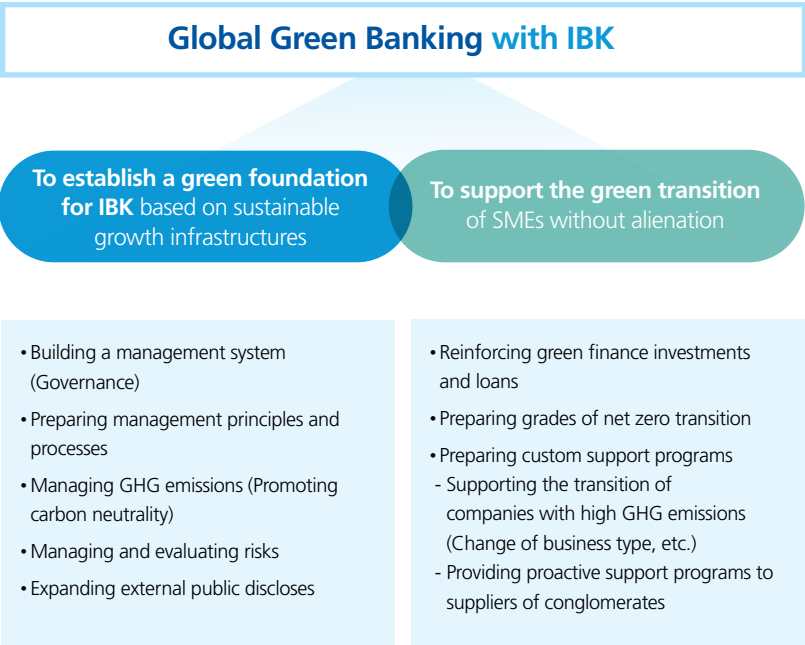 Global Green Banking with IBK
To establish a green foundation
for IBK based on sustainable
growth infrastructures
To support the green transition
of SMEs without alienation
• Building a management system
(Governance)
• Preparing management principles and
processes
• Managing GHG emissions (Promoting
carbon neutrality)
• Managing and evaluating risks
• Expanding external public discloses
• Reinforcing green finance investments
and loans
• Preparing grades of net zero transition
• Preparing custom support programs
- Supporting the transition of
companies with high GHG emissions
(Change of business type, etc.)
- Providing proactive support programs to
suppliers of conglomerates